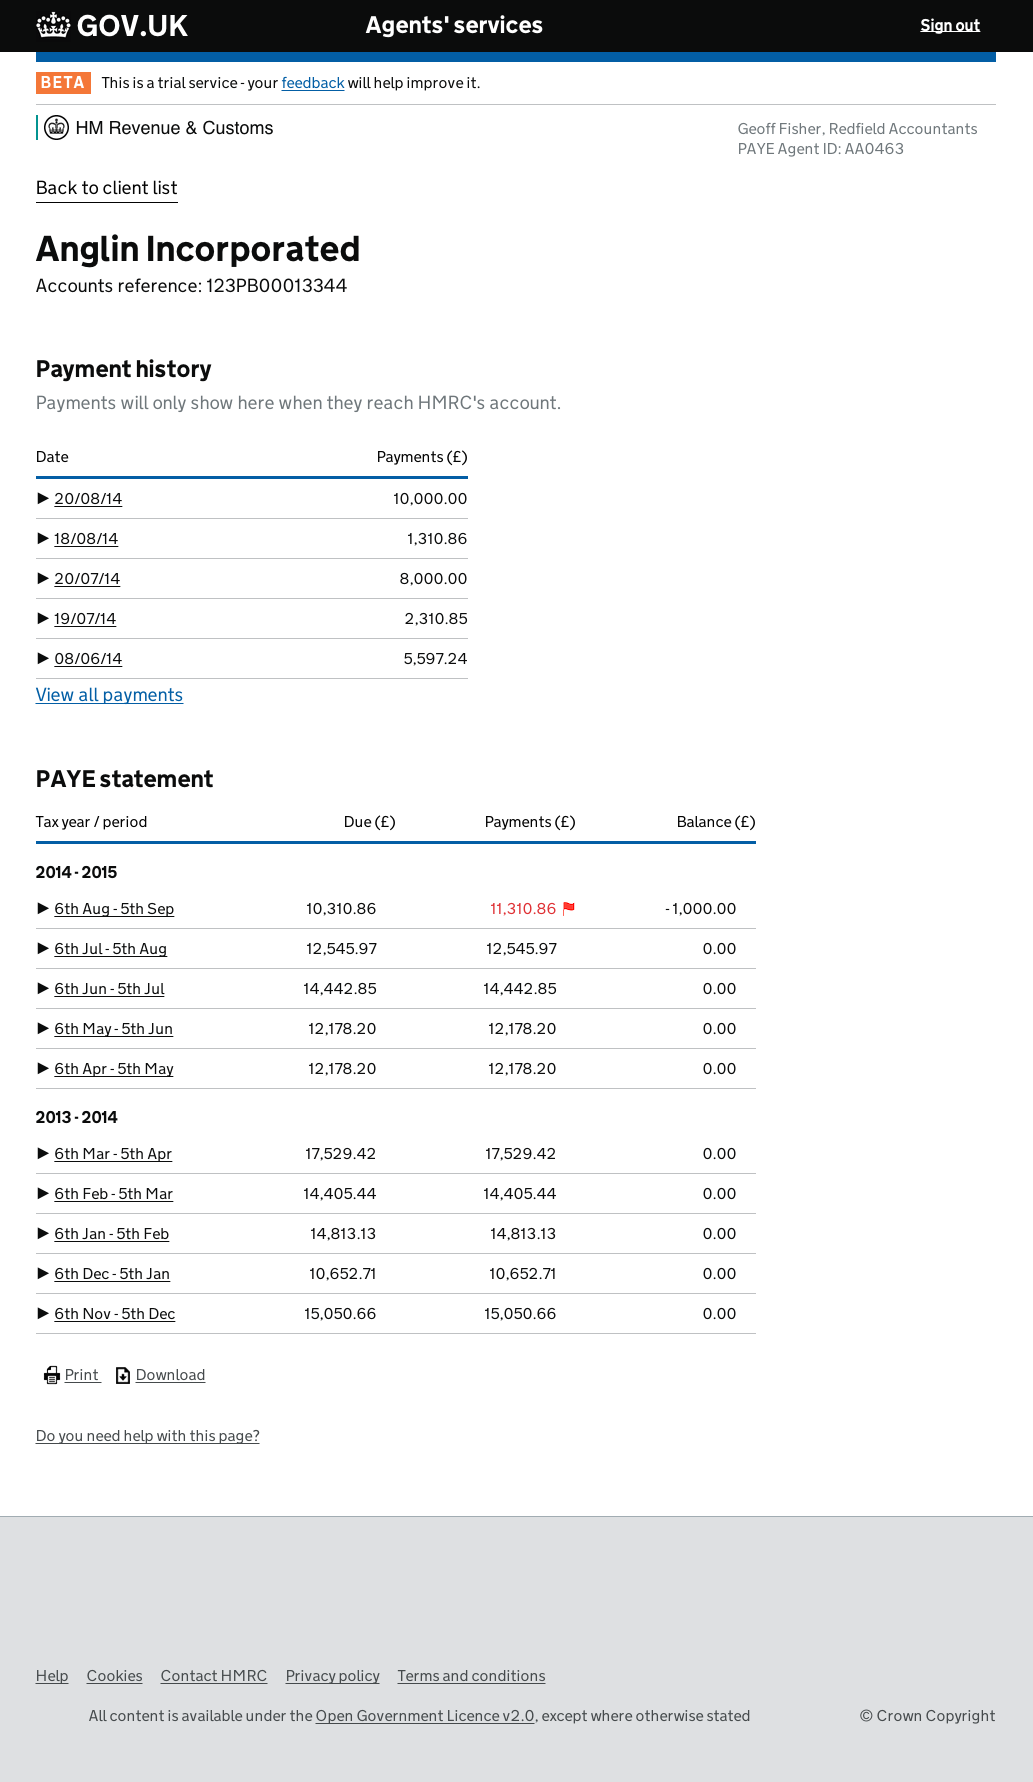 GOV.UK Agents' services Sign out
BETA This is a trial service - your feedback will help improve it.
HM Revenue & Customs
Geoff Fisher, Redfield Accountants
PAYE Agent ID: AA0463
Back to client list
Anglin Incorporated
Accounts reference: 123PB00013344
Payment history
Payments will only show here when they reach HMRC's account.
Date Payments (£)
20/08/14 10,000.00
18/08/14 1,310.86
20/07/14 8,000.00
19/07/14 2,310.85
08/06/14 5,597.24
View all payments
PAYE statement
Tax year / period Due (£) Payments (£) Balance (£)
2014 - 2015
6th Aug - 5th Sep 10,310.86 11,310.86 -1,000.00
6th Jul - 5th Aug 12,545.97 12,545.97 0.00
6th Jun - 5th Jul 14,442.85 14,442.85 0.00
6th May - 5th Jun 12,178.20 12,178.20 0.00
6th Apr - 5th May 12,178.20 12,178.20 0.00
2013 - 2014
6th Mar - 5th Apr 17,529.42 17,529.42 0.00
6th Feb - 5th Mar 14,405.44 14,405.44 0.00
6th Jan - 5th Feb 14,813.13 14,813.13 0.00
6th Dec - 5th Jan 10,652.71 10,652.71 0.00
6th Nov - 5th Dec 15,050.66 15,050.66 0.00
Print Download
Do you need help with this page?
Help Cookies Contact HMRC Privacy policy Terms and conditions
All content is available under the Open Government Licence v2.0, except where otherwise stated © Crown Copyright